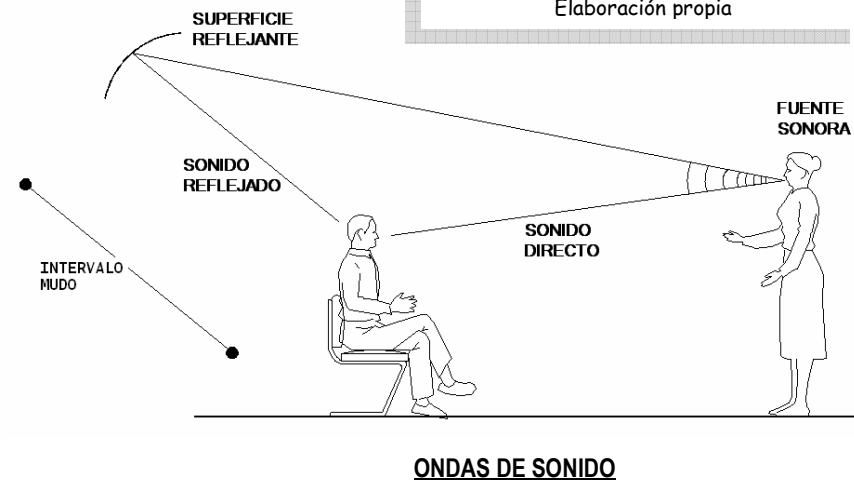 Elaboración propia
SUPERFICIE
REFLEJANTE
FUENTE
SONORA
SONIDO
REFLEJADO
SONIDO
DIRECTO
INTERVALO
MUDO
ONDAS DE SONIDO